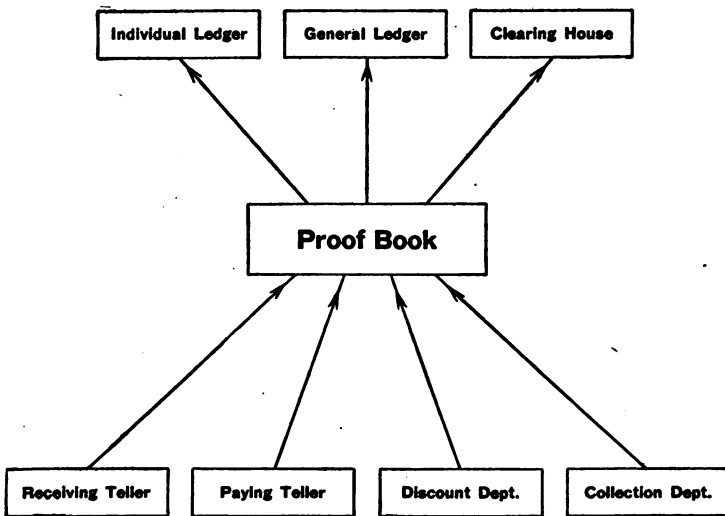 Individual Ledger
General Ledger
Clearing House
Proof Book
Receiving Teller
Paying Teller
Discount Dept.
Collection Dept.